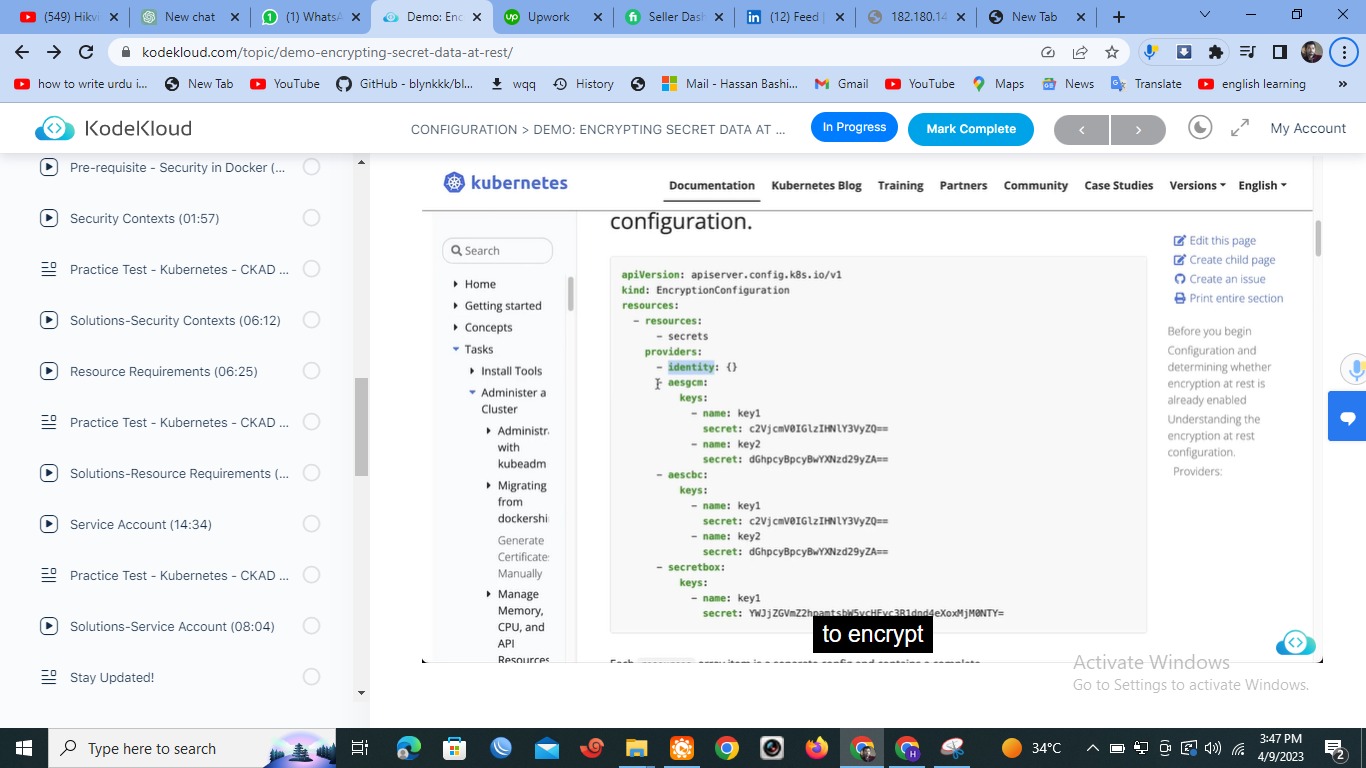 (549) Hikvi
New chat
(1) WhatsA
Demo: Enc
Upwork
Seller Dash
(12) Feed |
182.180.14
New Tab
kodekloud.com/topic/demo-encrypting-secret-data-at-rest/
how to write urdu i...
New Tab
YouTube
GitHub - blynkkk/bl...
wqq
History
Mail - Hassan Bashi...
Gmail
YouTube
Maps
News
Translate
english learning
»
KodeKloud
CONFIGURATION > DEMO: ENCRYPTING SECRET DATA AT ...
In Progress
Mark Complete
My Account
Pre-requisite - Security in Docker (...
Security Contexts (01:57)
Practice Test - Kubernetes - CKAD ...
Solutions-Security Contexts (06:12)
Resource Requirements (06:25)
Practice Test - Kubernetes - CKAD ...
Solutions-Resource Requirements (...
Service Account (14:34)
Practice Test - Kubernetes - CKAD ...
Solutions-Service Account (08:04)
Stay Updated!
kubernetes
Documentation
Kubernetes Blog
Training
Partners
Community
Case Studies
Versions
English
Search
Home
Getting started
Concepts
Tasks
Install Tools
Administer a
Cluster
Administra
with
kubeadm
Migrating
from
dockershi
Generate
Certificates
Manually
Manage
Memory,
CPU, and
API
Resources
configuration.
apiVersion: apiserver.config.k8s.io/v1
kind: EncryptionConfiguration
resources:
- resources:
- secrets
providers:
- identity: {}
- aesgcm:
keys:
- name: key1
secret: c2VjcmV0IGlzIHNlY3VyZQ==
- name: key2
secret: dGhpcyBpcyBwYXNzd29yZA==
- aescbc:
keys:
- name: key1
secret: c2VjcmV0IGlzIHNlY3VyZQ==
- name: key2
secret: dGhpcyBpcyBwYXNzd29yZA==
- secretbox:
keys:
- name: key1
secret: YWJjZGVmZ2hpamtsbW5vcHFyc3R1dnd4eXoxMjM0NTY=
to encrypt
Edit this page
Create child page
Create an issue
Print entire section
Before you begin
Configuration and
determining whether
encryption at rest is
already enabled
Understanding the
encryption at rest
configuration.
Providers:
Activate Windows
Go to Settings to activate Windows.
Type here to search
34°C
3:47 PM
4/9/2023
2